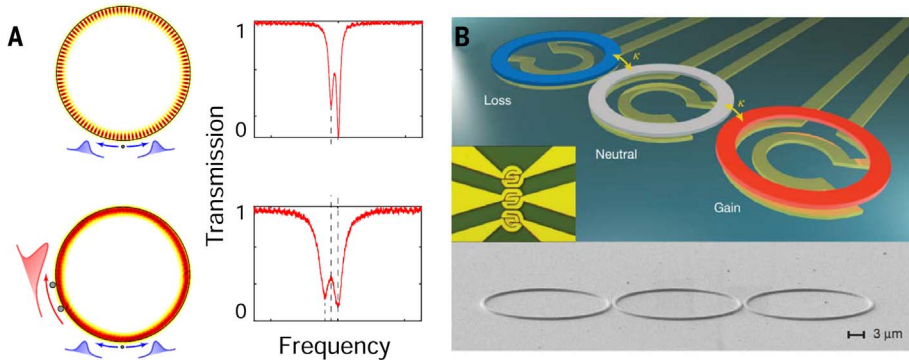 A
1
0
Transmission
1
0
Frequency
B
κ
Loss
κ
Neutral
Gain
3 μm